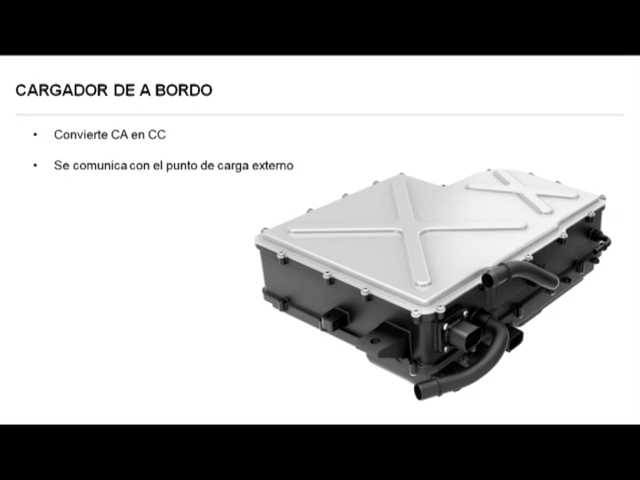 CARGADOR DE A BORDO
• Convierte CA en CC
• Se comunica con el punto de carga externo